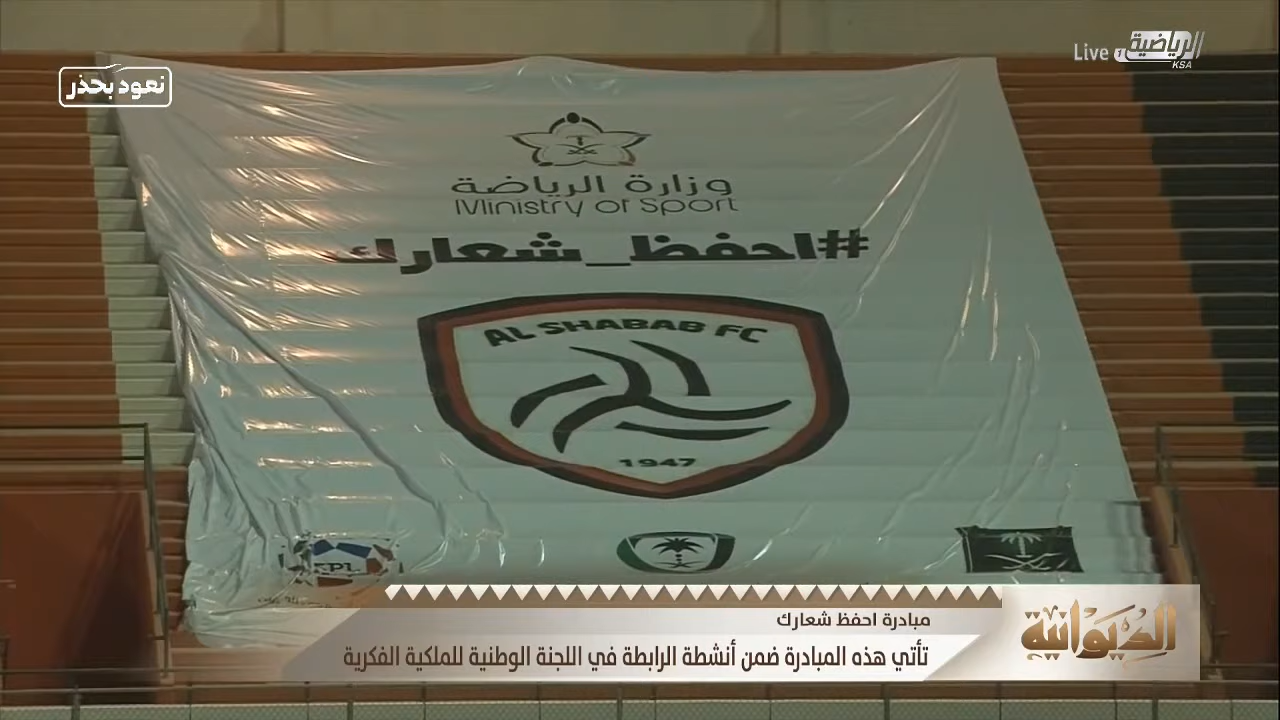 الرياضية
KSA
Live
نعود بحذر
وزارة الرياضة
Ministry of Sport
#احفظ_شعارك
AL SHABAB FC
1947
مبادرة احفظ شعارك
تأتي هذه المبادرة ضمن أنشطة الرابطة في اللجنة الوطنية للملكية الفكرية
الديوانية